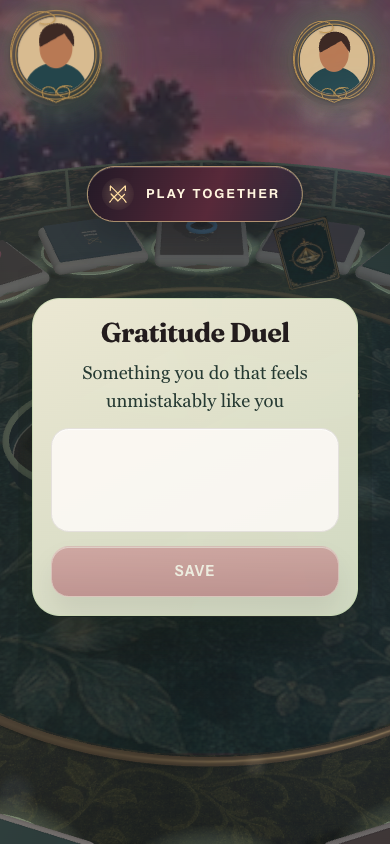 PLAY TOGETHER
Gratitude Duel
Something you do that feels
unmistakably like you
SAVE